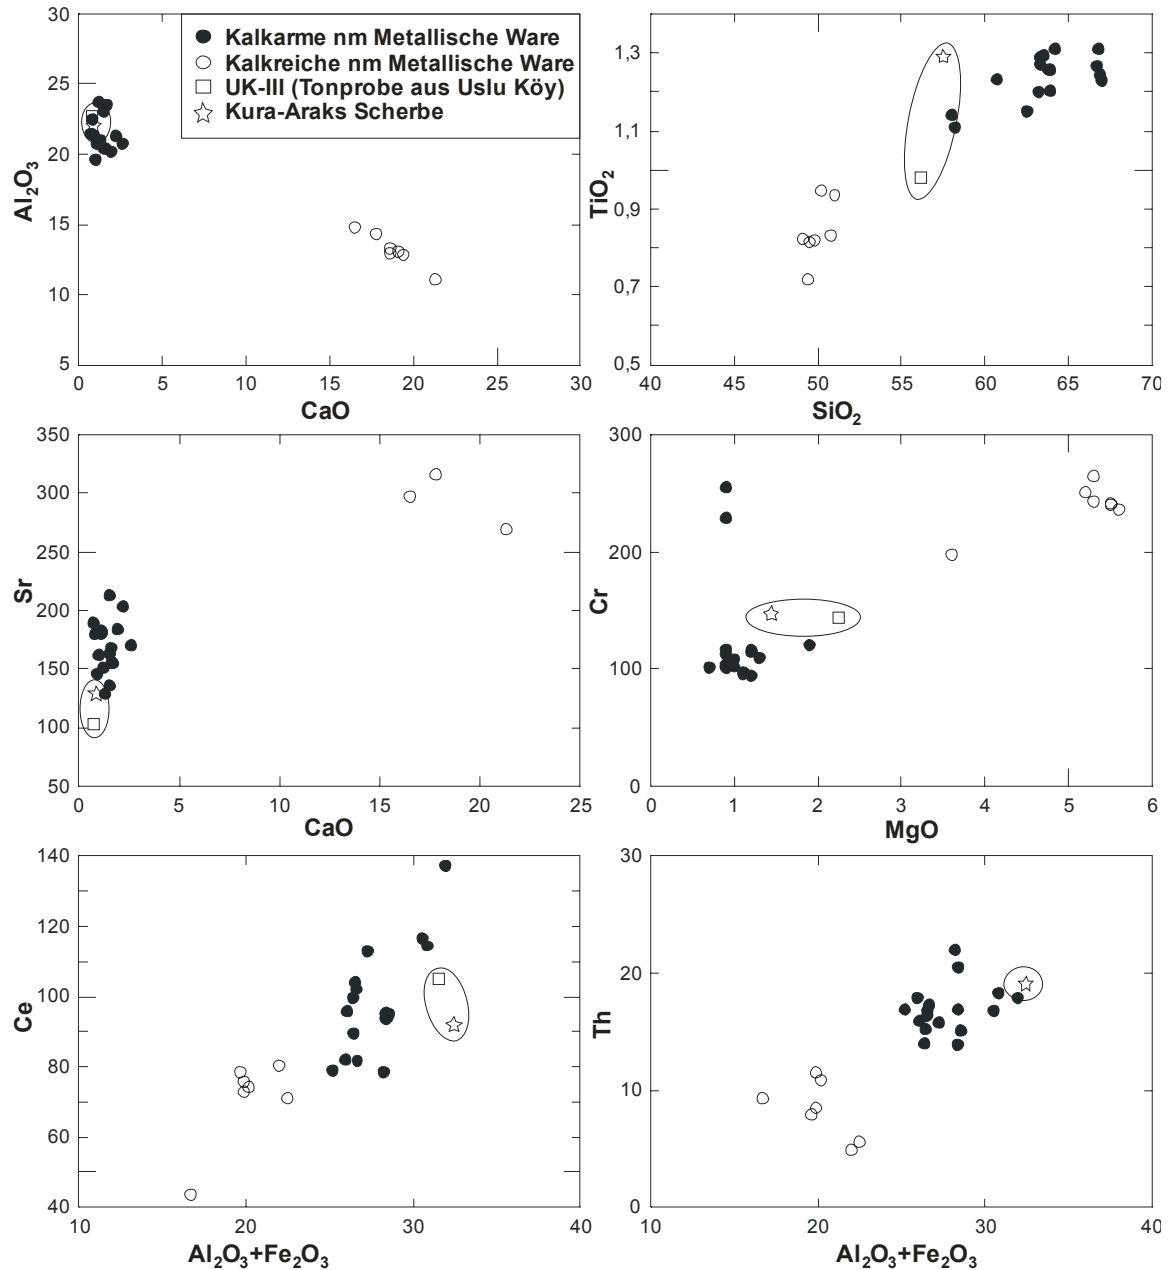 Kalkarme nm Metallische Ware
Kalkreiche nm Metallische Ware
UK-III (Tonprobe aus Uslu Köy)
Kura-Araks Scherbe
30
25
20
15
10
5
Al₂O₃
0 5 10 15 20 25 30
CaO
1,3
1,1
0,9
0,7
0,5
TiO₂
40 45 50 55 60 65 70
SiO₂
350
300
250
200
150
100
50
Sr
0 5 10 15 20 25
CaO
300
200
100
0
Cr
0 1 2 3 4 5 6
MgO
140
120
100
80
60
40
Ce
10 20 30 40
Al₂O₃+Fe₂O₃
30
20
10
0
Th
10 20 30 40
Al₂O₃+Fe₂O₃